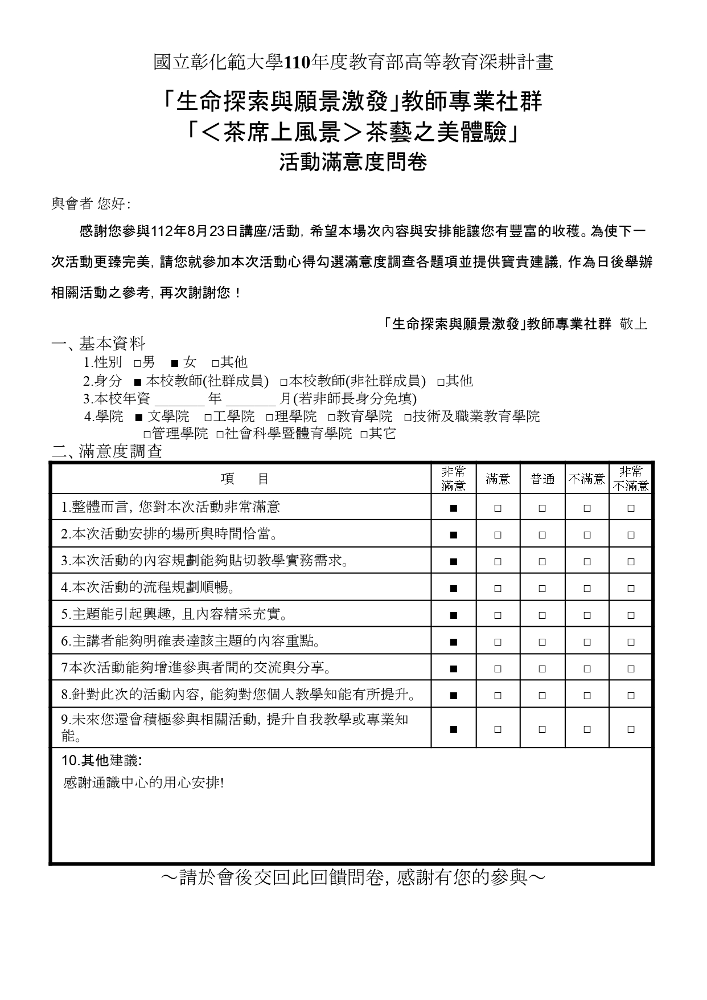 國立彰化範大學110年度教育部高等教育深耕計畫
「生命探索與願景激發」教師專業社群
「＜茶席上風景＞茶藝之美體驗」
活動滿意度問卷
與會者 您好：
感謝您參與112年8月23日講座/活動，希望本場次內容與安排能讓您有豐富的收穫。為使下一
次活動更臻完美，請您就參加本次活動心得勾選滿意度調查各題項並提供寶貴建議，作為日後舉辦
相關活動之參考，再次謝謝您！
「生命探索與願景激發」教師專業社群 敬上
一、基本資料
1.性別 □男 ■ 女 □其他
2.身分 ■ 本校教師(社群成員) □本校教師(非社群成員) □其他
3.本校年資 _______ 年 _______ 月(若非師長身分免填)
4.學院 ■ 文學院 □工學院 □理學院 □教育學院 □技術及職業教育學院
□管理學院 □社會科學暨體育學院 □其它
二、滿意度調查
項 目 非常滿意 滿意 普通 不滿意 非常不滿意
1.整體而言，您對本次活動非常滿意 ■ □ □ □ □
2.本次活動安排的場所與時間恰當。 ■ □ □ □ □
3.本次活動的內容規劃能夠貼切教學實務需求。 ■ □ □ □ □
4.本次活動的流程規劃順暢。 ■ □ □ □ □
5.主題能引起興趣，且內容精采充實。 ■ □ □ □ □
6.主講者能夠明確表達該主題的內容重點。 ■ □ □ □ □
7本次活動能夠增進參與者間的交流與分享。 ■ □ □ □ □
8.針對此次的活動內容，能夠對您個人教學知能有所提升。 ■ □ □ □ □
9.未來您還會積極參與相關活動，提升自我教學或專業知
能。 ■ □ □ □ □
10.其他建議:
感謝通識中心的用心安排!
～請於會後交回此回饋問卷，感謝有您的參與～